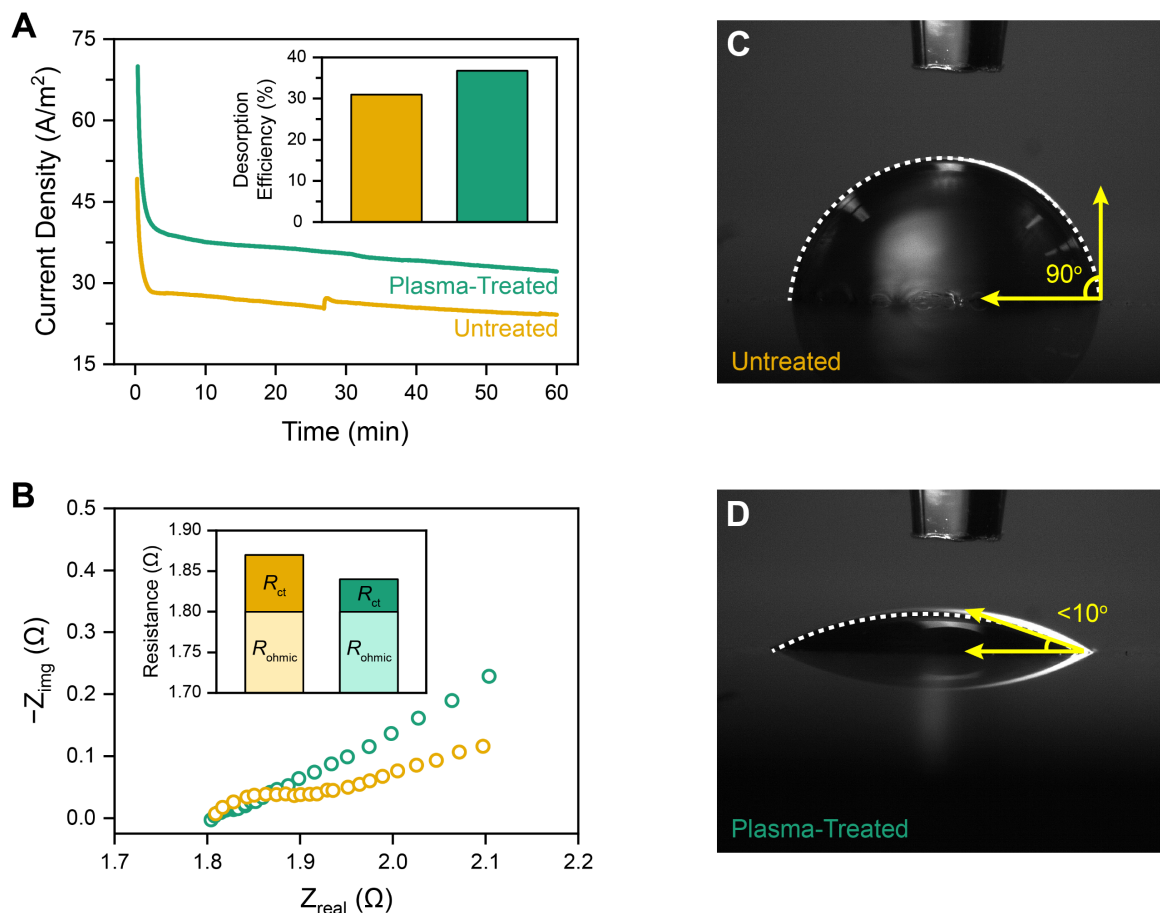 A
Current Density (A/m²)
75
60
45
30
15
0
10
20
30
40
50
60
Time (min)
Plasma-Treated
Untreated
Desorption
Efficiency (%)
40
30
20
10
0
B
−Z_img (Ω)
0.5
0.4
0.3
0.2
0.1
0.0
1.7
1.8
1.9
2.0
2.1
2.2
Z_real (Ω)
Resistance (Ω)
1.90
1.85
1.80
1.75
1.70
R_ct
R_ct
R_ohmic
R_ohmic
C
90°
Untreated
D
<10°
Plasma-Treated